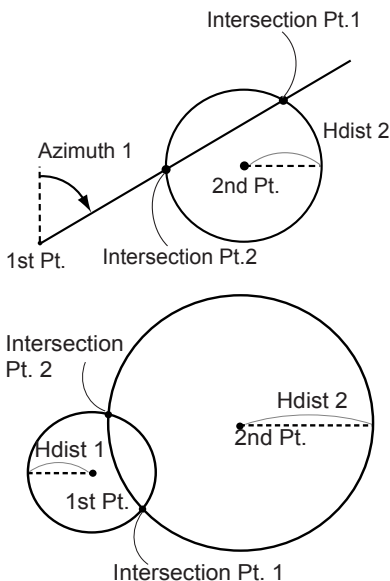 Intersection Pt.1
Hdist 2
Azimuth 1
2nd Pt.
Intersection Pt.2
1st Pt.
Intersection
Pt. 2
Hdist 2
2nd Pt.
Hdist 1
1st Pt.
Intersection Pt. 1